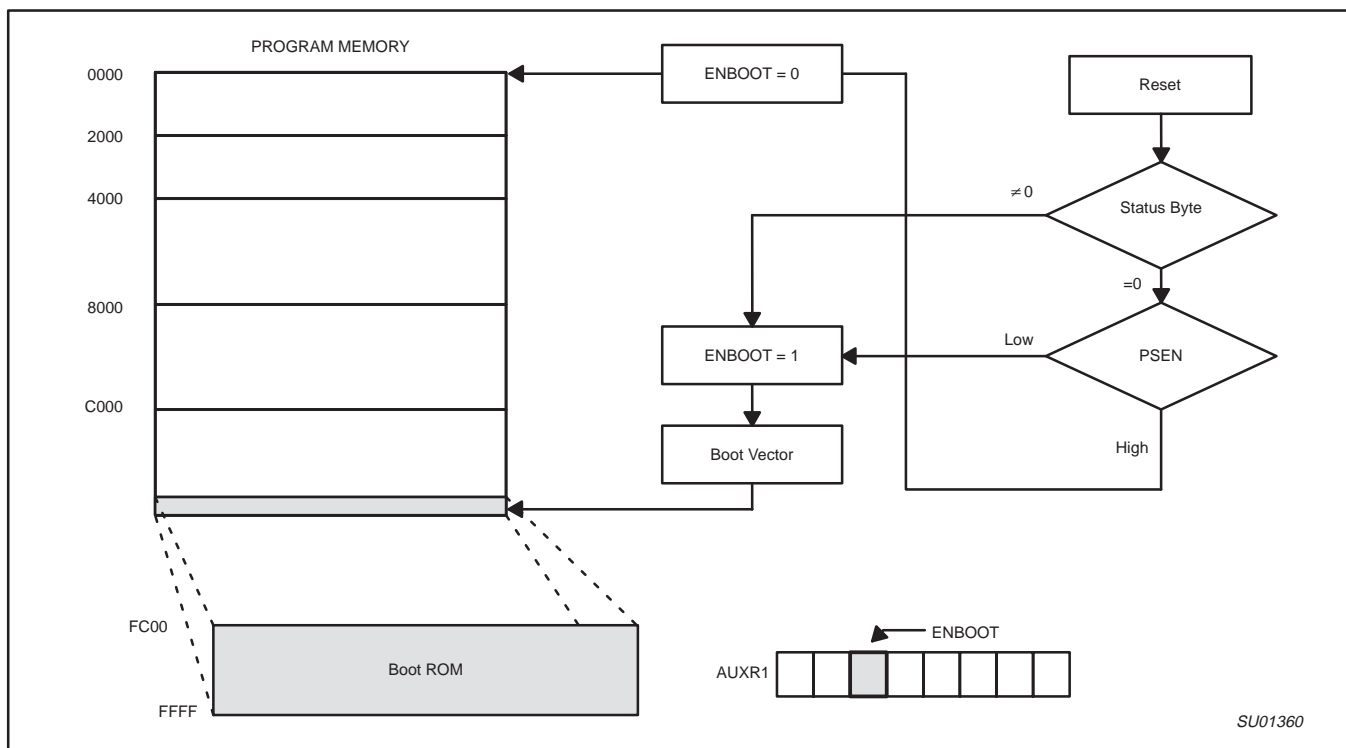 PROGRAM MEMORY
0000
2000
4000
8000
C000
ENBOOT = 0
Reset
≠0
Status Byte
=0
ENBOOT = 1
Low
PSEN
Boot Vector
High
FC00
Boot ROM
FFFF
ENBOOT
AUXR1
SU01360